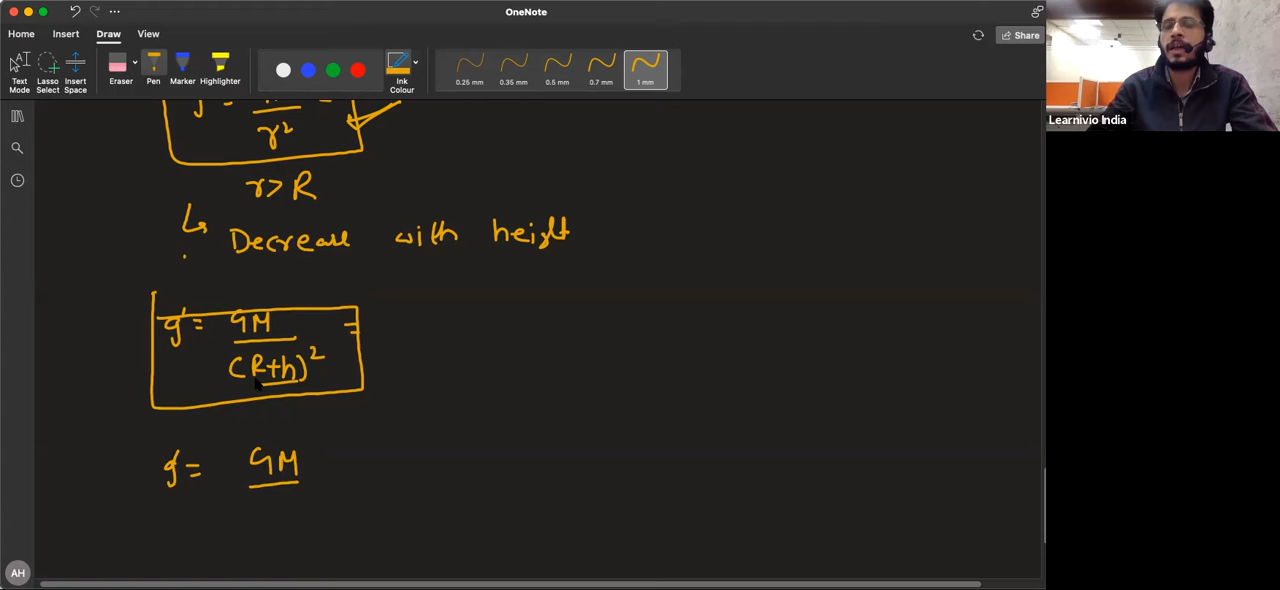 OneNote
Home Insert Draw View
Share
Text Mode Lasso Select Insert Space Eraser Pen Marker Highlighter Ink Colour 0.25 mm 0.35 mm 0.5 mm 0.7 mm 1 mm
Learnivio India
r²
r > R
↳ Decrease with height
g' = GM / (R+h)² =
g' = GM
AH